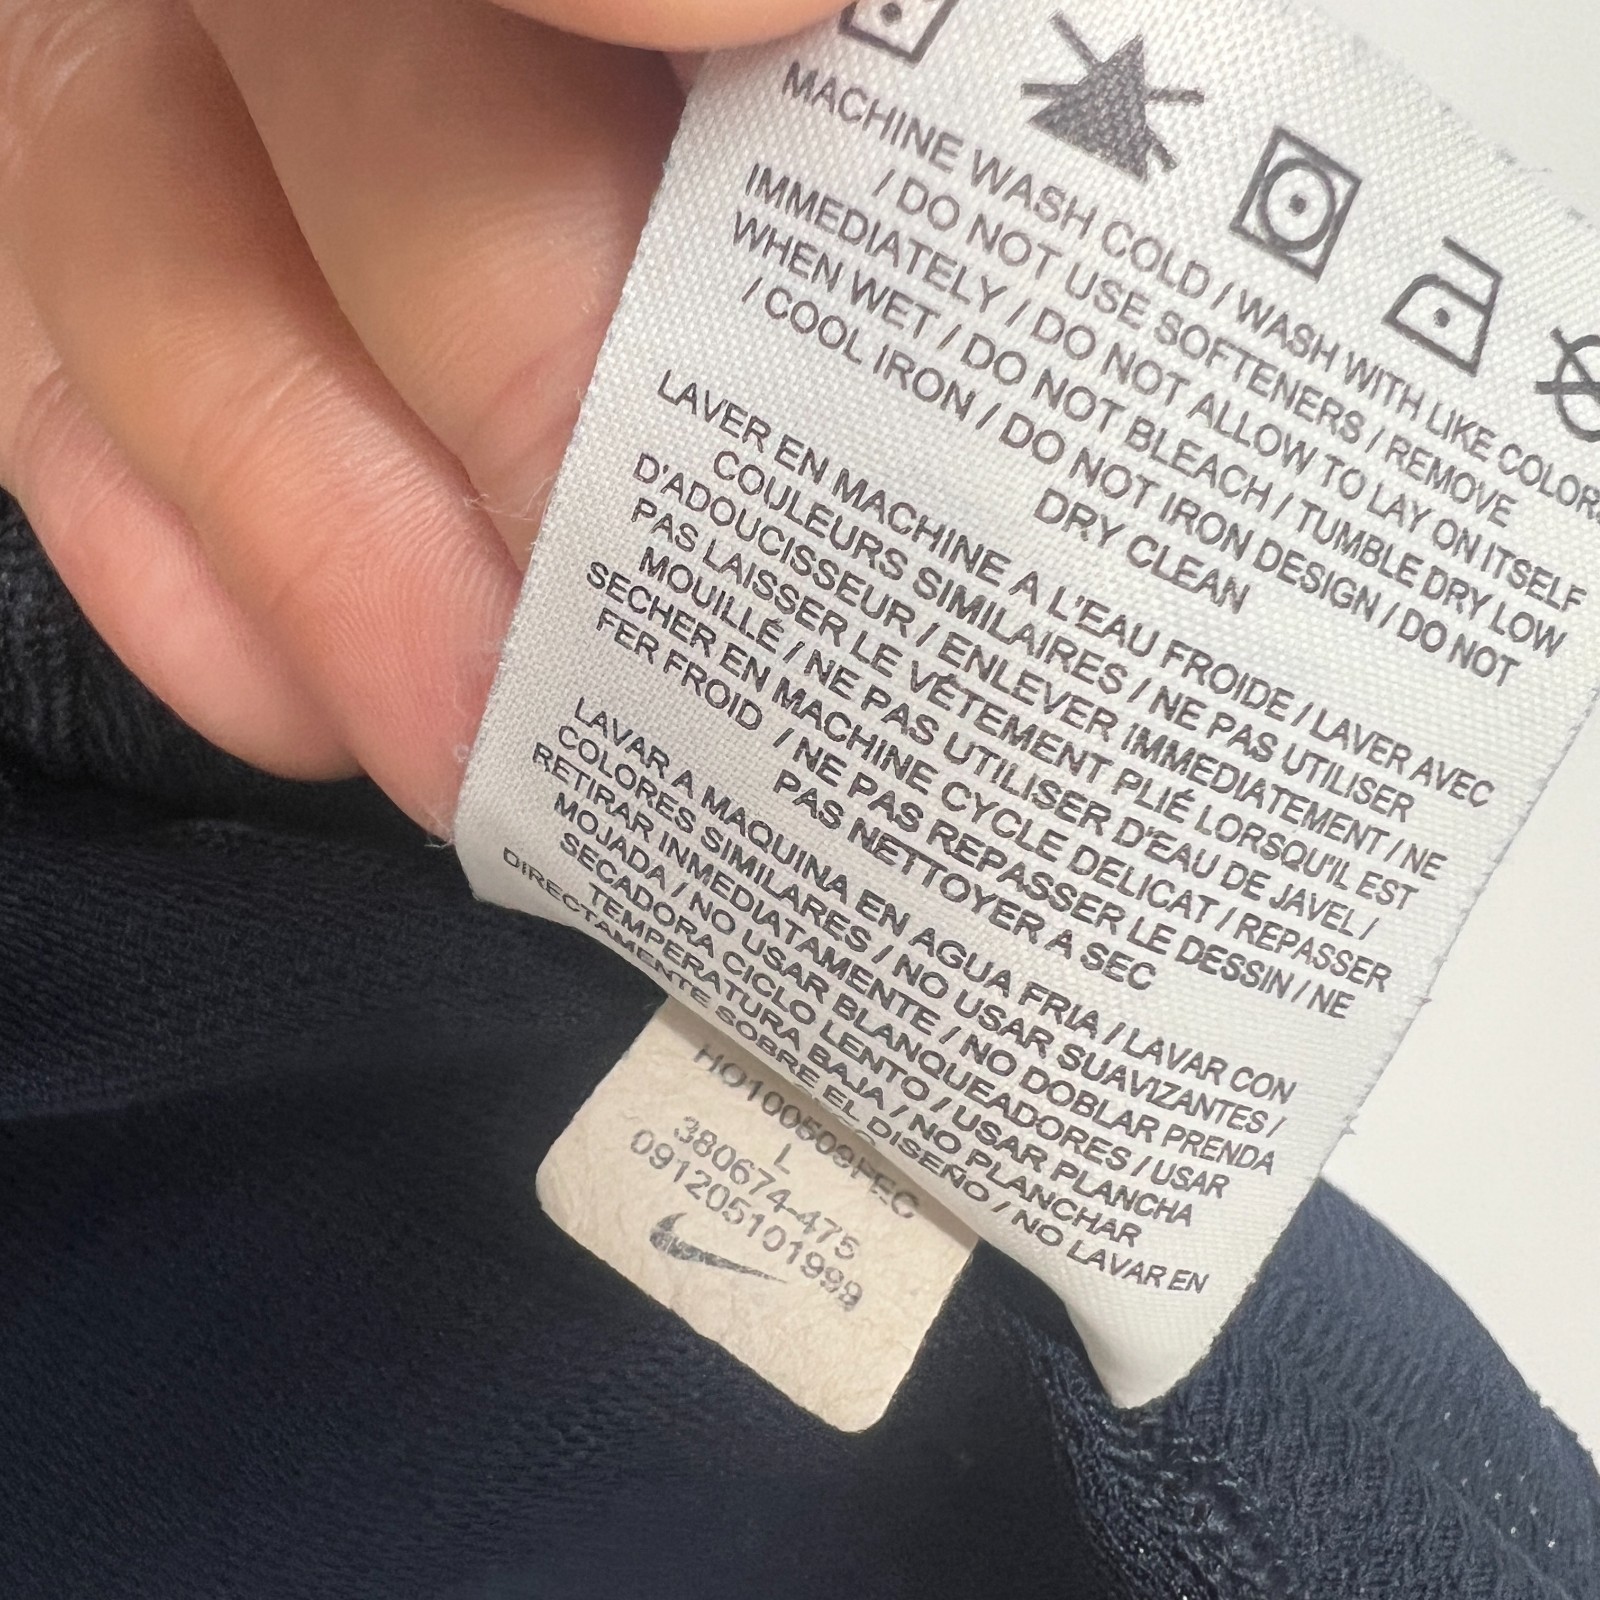 MACHINE WASH COLD / WASH WITH LIKE COLORS
/ DO NOT USE SOFTENERS / REMOVE
IMMEDIATELY / DO NOT ALLOW TO LAY ON ITSELF
WHEN WET / DO NOT BLEACH / TUMBLE DRY LOW
/ COOL IRON / DO NOT IRON DESIGN / DO NOT
DRY CLEAN
LAVER EN MACHINE A L'EAU FROIDE / LAVER AVEC
COULEURS SIMILAIRES / NE PAS UTILISER
D'ADOUCISSEUR / ENLEVER IMMEDIATEMENT / NE
PAS LAISSER LE VÊTEMENT PLIÉ LORSQU'IL EST
MOUILLÉ / NE PAS UTILISER D'EAU DE JAVEL /
SECHER EN MACHINE CYCLE DELICAT / REPASSER
FER FROID / NE PAS REPASSER LE DESSIN / NE
PAS NETTOYER A SEC
LAVAR A MAQUINA EN AGUA FRIA / LAVAR CON
COLORES SIMILARES / NO USAR SUAVIZANTES /
RETIRAR INMEDIATAMENTE / NO DOBLAR PRENDA
MOJADA / NO USAR BLANQUEADORES / USAR
SECADORA CICLO LENTO / USAR PLANCHA
TEMPERATURA BAJA / NO PLANCHAR
DIRECTAMENTE SOBRE EL DISEÑO / NO LAVAR EN
HO100509FEC
L
380674-475
091205101999